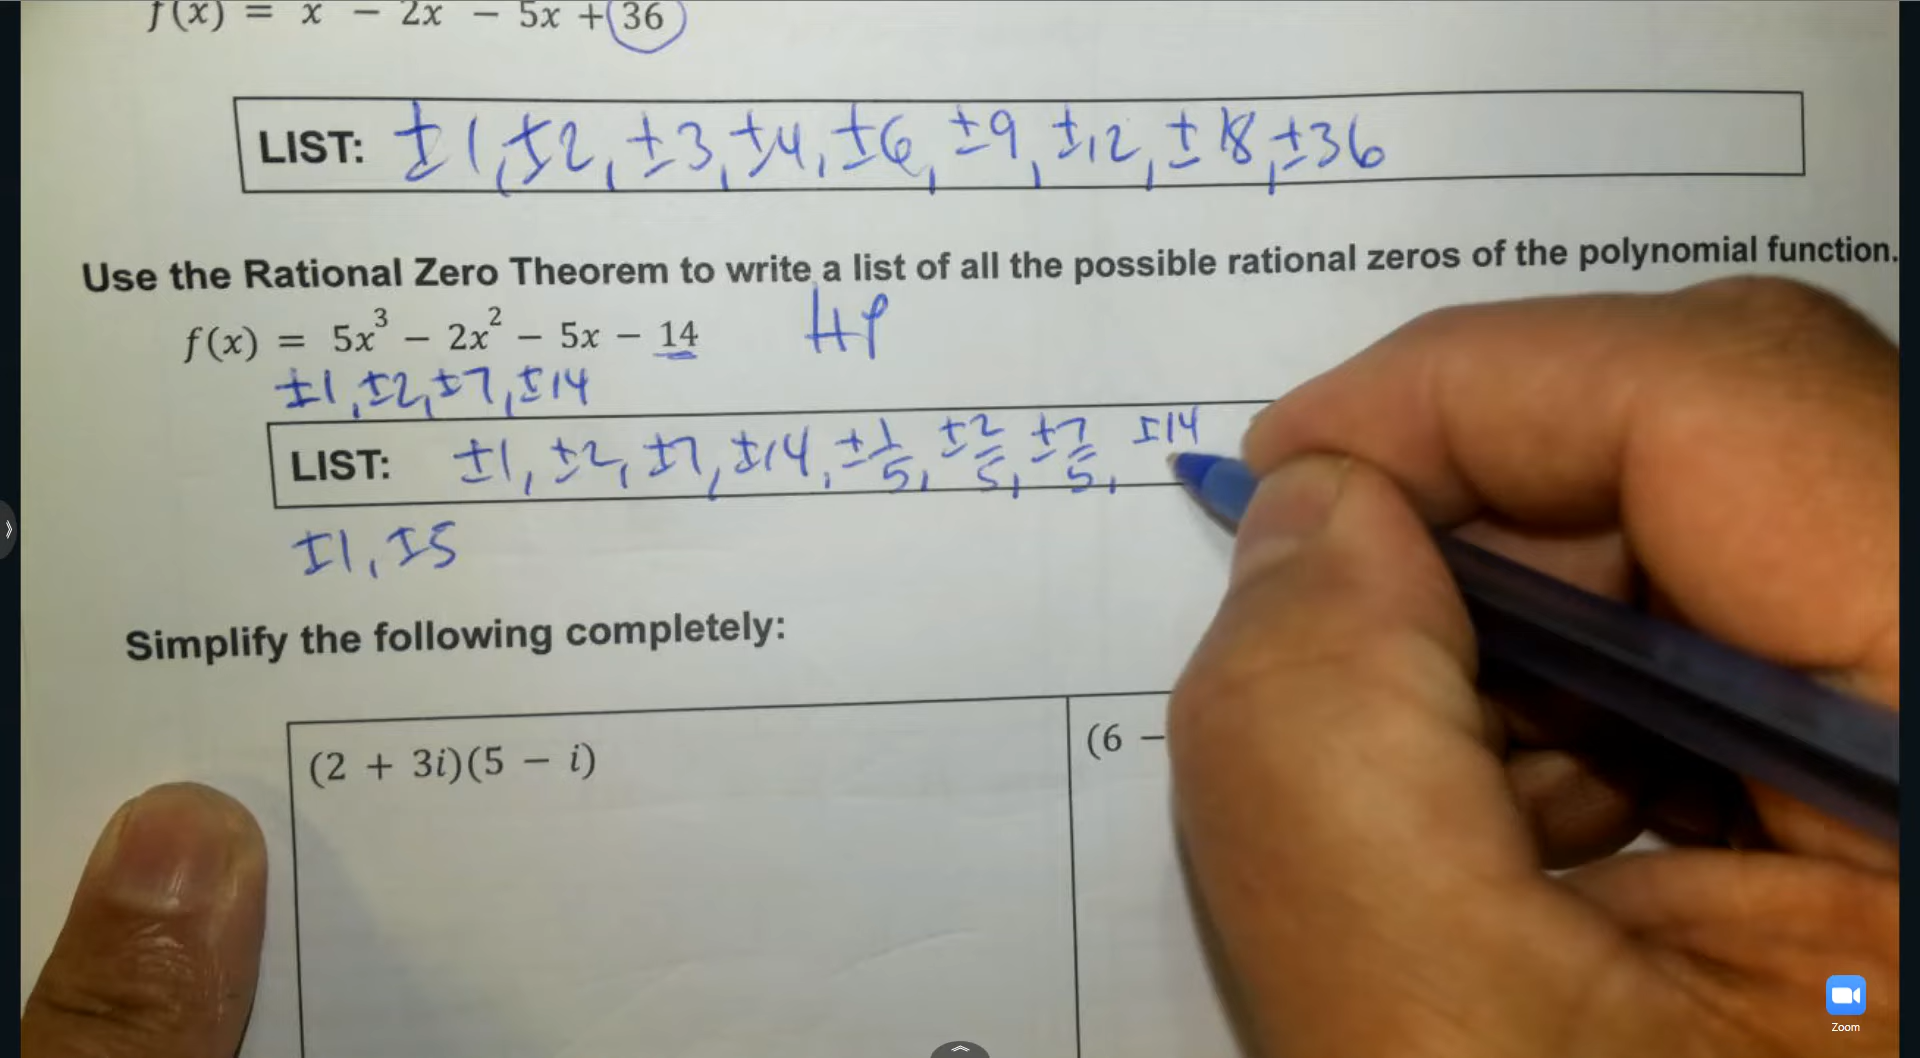 f(x) = x - 2x - 5x + 36
LIST: ±1, ±2, ±3, ±4, ±6, ±9, ±12, ±18, ±36
Use the Rational Zero Theorem to write a list of all the possible rational zeros of the polynomial function.
f(x) = 5x³ - 2x² - 5x - 14
±1, ±2, ±7, ±14
LIST: ±1, ±2, ±7, ±14, ±1/5, ±2/5, ±7/5, ±14
±1, ±5
Simplify the following completely:
(2 + 3i)(5 - i)
(6 -
Zoom